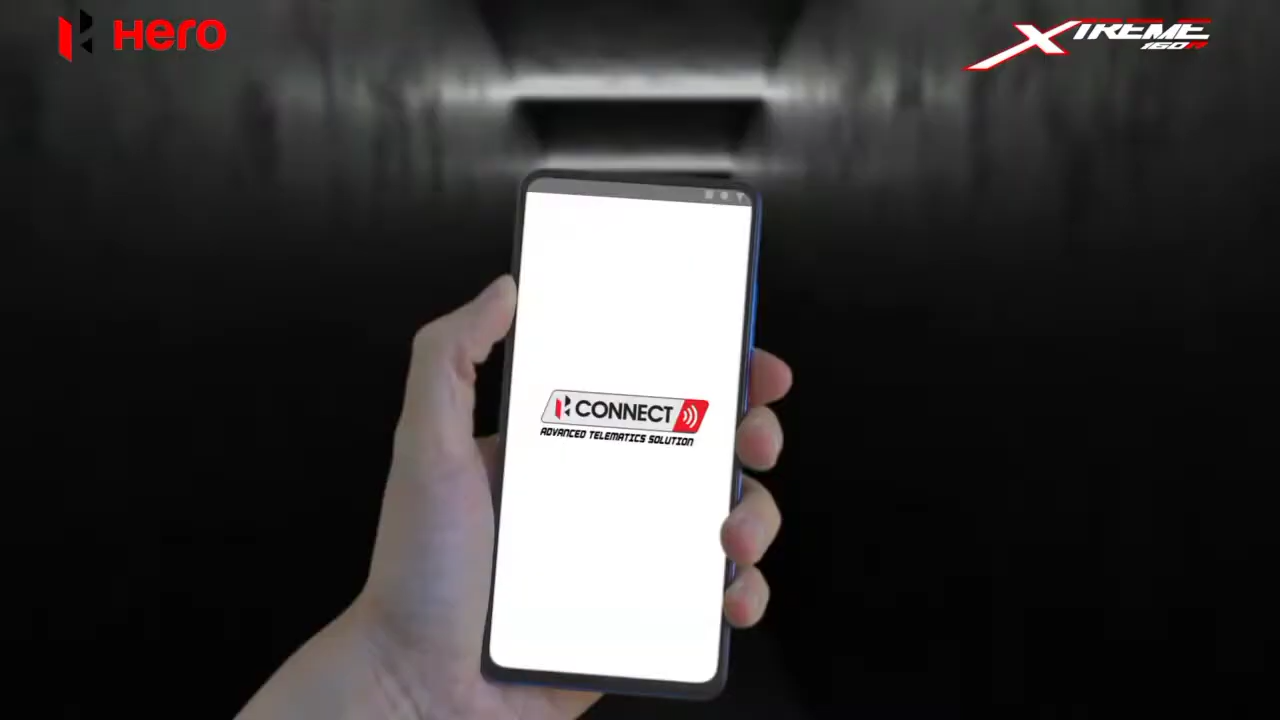 Hero
XTREME
160R
CONNECT
ADVANCED TELEMATICS SOLUTION